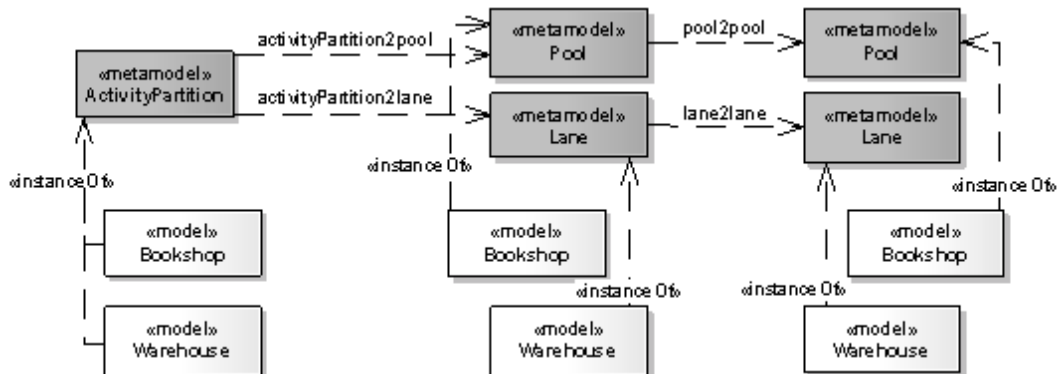 activityPartition2pool
«metamodel»
Pool
pool2pool
«metamodel»
Pool
«metamodel»
ActivityPartition
activityPartition2lane
«metamodel»
Lane
lane2lane
«metamodel»
Lane
«instanceOf»
«instanceOf»
«instanceOf»
«model»
Bookshop
«model»
Bookshop
«model»
Bookshop
«instanceOf»
«instanceOf»
«model»
Warehouse
«model»
Warehouse
«model»
Warehouse